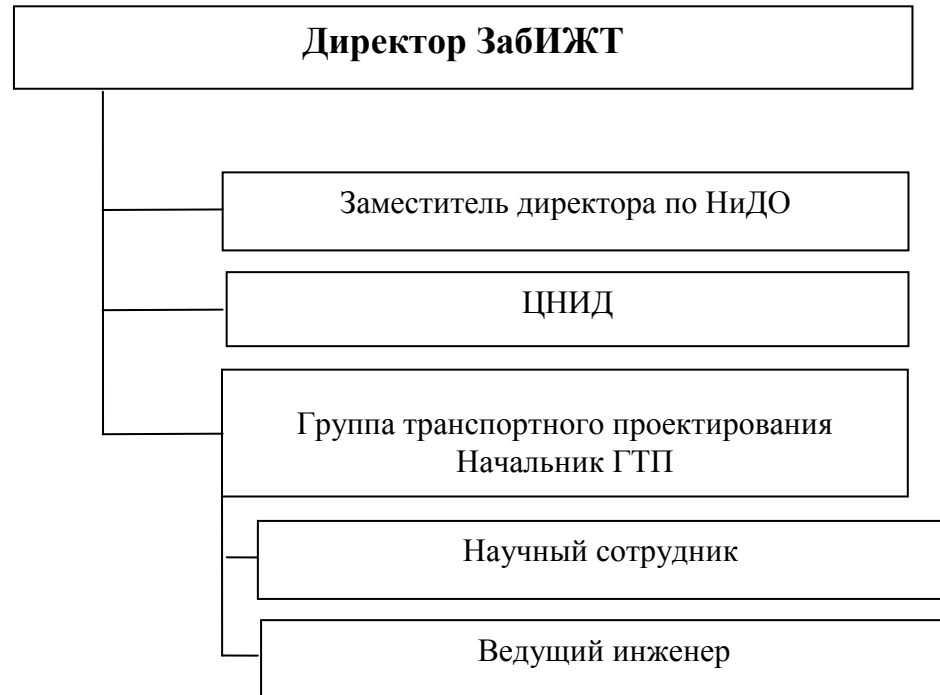 Директор ЗабИЖТ
Заместитель директора по НиДО
ЦНИД
Группа транспортного проектирования
Начальник ГТП
Научный сотрудник
Ведущий инженер